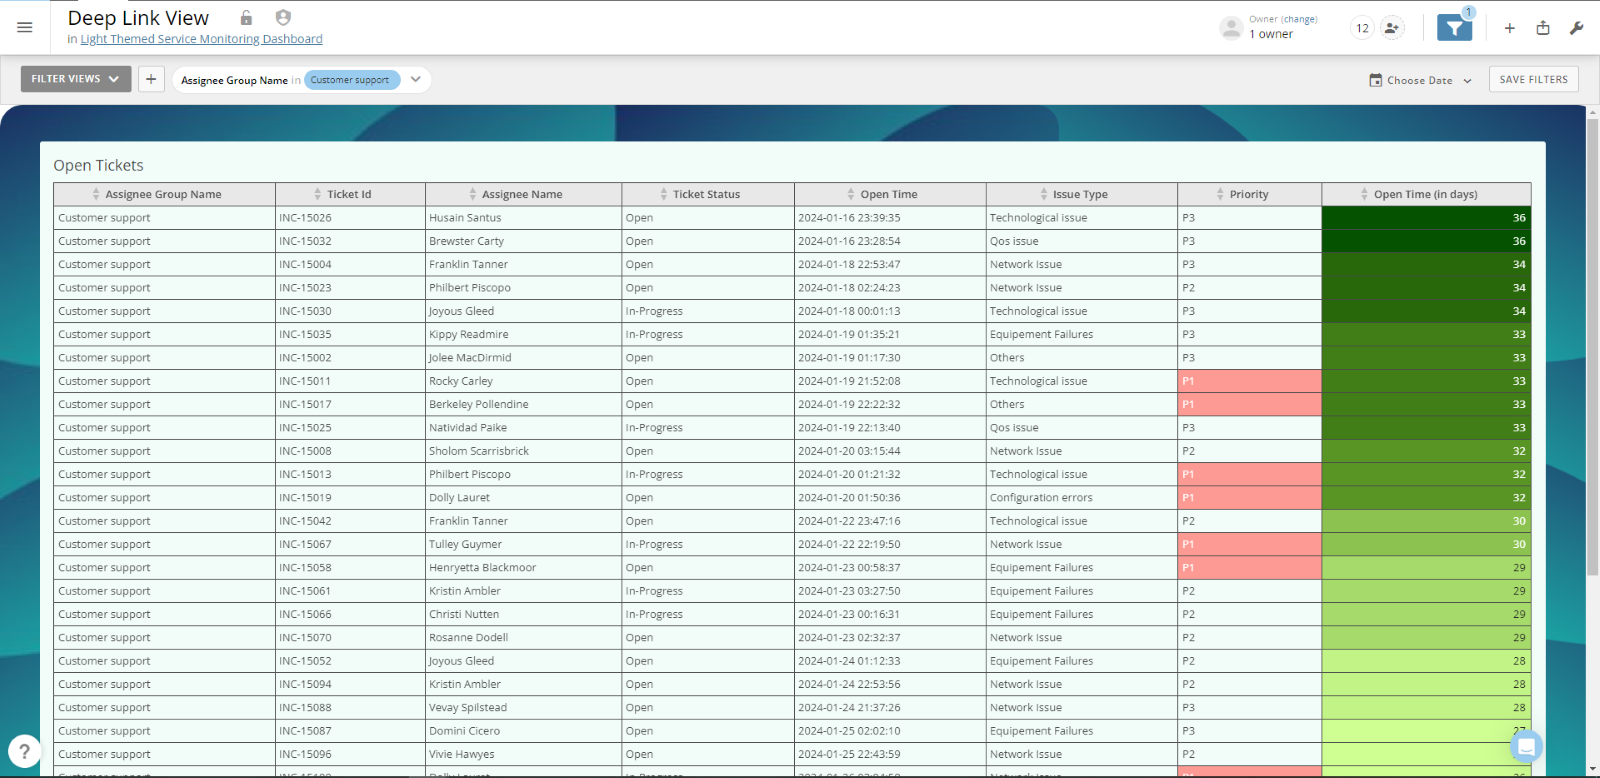 Deep Link View
in Light Themed Service Monitoring Dashboard
Owner (change)
1 owner
12
1
FILTER VIEWS
+
Assignee Group Name in Customer support
Choose Date
SAVE FILTERS
Open Tickets
Assignee Group Name Ticket Id Assignee Name Ticket Status Open Time Issue Type Priority Open Time (in days)
Customer support INC-15026 Husain Santus Open 2024-01-16 23:39:35 Technological issue P3 36
Customer support INC-15032 Brewster Carty Open 2024-01-16 23:28:54 Qos issue P3 36
Customer support INC-15004 Franklin Tanner Open 2024-01-18 22:53:47 Network Issue P3 34
Customer support INC-15023 Philbert Piscopo Open 2024-01-18 02:24:23 Network Issue P2 34
Customer support INC-15030 Joyous Gleed In-Progress 2024-01-18 00:01:13 Technological issue P3 34
Customer support INC-15035 Kippy Readmire In-Progress 2024-01-19 01:35:21 Equipement Failures P3 33
Customer support INC-15002 Jolee MacDirmid Open 2024-01-19 01:17:30 Others P3 33
Customer support INC-15011 Rocky Carley Open 2024-01-19 21:52:08 Technological issue P1 33
Customer support INC-15017 Berkeley Pollendine Open 2024-01-19 22:22:32 Others P1 33
Customer support INC-15025 Natividad Paike In-Progress 2024-01-19 22:13:40 Qos issue P3 33
Customer support INC-15008 Sholom Scarrisbrick Open 2024-01-20 03:15:44 Network Issue P2 32
Customer support INC-15013 Philbert Piscopo In-Progress 2024-01-20 01:21:32 Technological issue P1 32
Customer support INC-15019 Dolly Lauret Open 2024-01-20 01:50:36 Configuration errors P1 32
Customer support INC-15042 Franklin Tanner Open 2024-01-22 23:47:16 Technological issue P2 30
Customer support INC-15067 Tulley Guymer In-Progress 2024-01-22 22:19:50 Network Issue P1 30
Customer support INC-15058 Henryetta Blackmoor Open 2024-01-23 00:58:37 Equipement Failures P1 29
Customer support INC-15061 Kristin Ambler In-Progress 2024-01-23 03:27:50 Equipement Failures P2 29
Customer support INC-15066 Christi Nutten In-Progress 2024-01-23 00:16:31 Equipement Failures P2 29
Customer support INC-15070 Rosanne Dodell Open 2024-01-23 02:32:37 Network Issue P2 29
Customer support INC-15052 Joyous Gleed Open 2024-01-24 01:12:33 Equipement Failures P2 28
Customer support INC-15094 Kristin Ambler Open 2024-01-24 22:53:56 Network Issue P2 28
Customer support INC-15088 Vevay Spilstead Open 2024-01-24 21:37:26 Network Issue P3 28
Customer support INC-15087 Domini Cicero Open 2024-01-25 02:02:10 Equipement Failures P3 27
Customer support INC-15096 Vivie Hawyes Open 2024-01-25 22:43:59 Network Issue P2
?